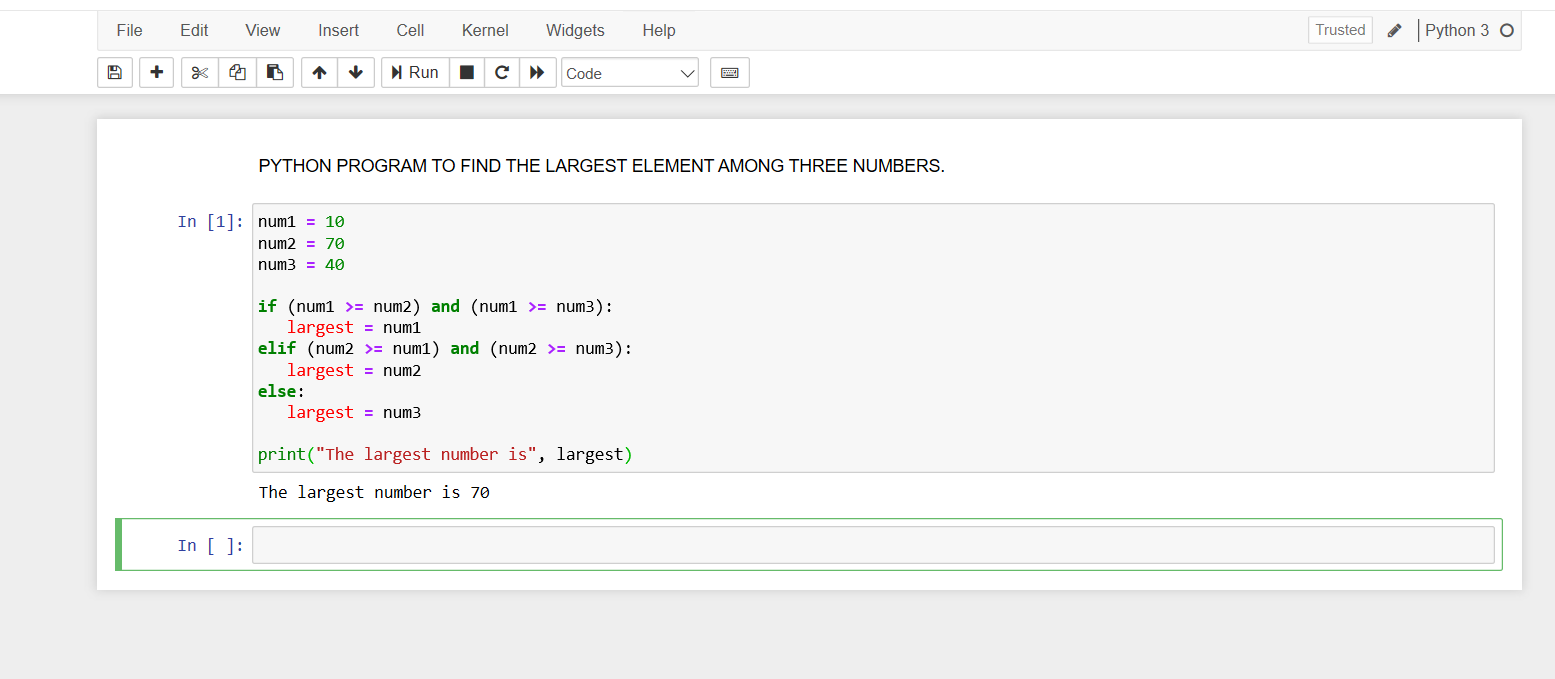 File Edit View Insert Cell Kernel Widgets Help Trusted Python 3
Run Code
PYTHON PROGRAM TO FIND THE LARGEST ELEMENT AMONG THREE NUMBERS.
In [1]: num1 = 10
num2 = 70
num3 = 40
if (num1 >= num2) and (num1 >= num3):
   largest = num1
elif (num2 >= num1) and (num2 >= num3):
   largest = num2
else:
   largest = num3
print("The largest number is", largest)
The largest number is 70
In [ ]: